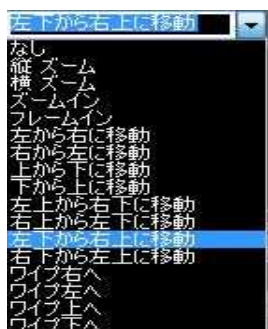 左下から右上に移動
なし
縦 ズーム
横 ズーム
ズームイン
フレームイン
左から右に移動
右から左に移動
上から下に移動
下から上に移動
左上から右下に移動
右上から左下に移動
左下から右上に移動
右下から左上に移動
ワイプ右へ
ワイプ左へ
ワイプ上へ
ワイプ下へ